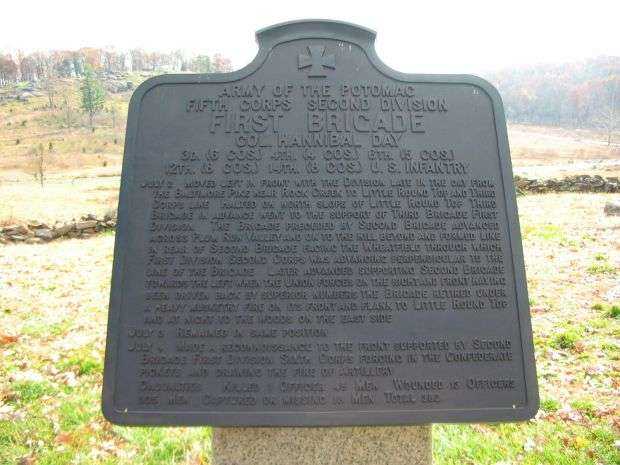 ARMY OF THE POTOMAC
FIFTH CORPS SECOND DIVISION
FIRST BRIGADE
COL. HANNIBAL DAY
3D. (6 COS.) 4TH. (4 COS.) 6TH. (5 COS.)
12TH. (8 COS.) 14TH. (8 COS.) U.S. INFANTRY
JULY 2 MOVED LEFT IN FRONT WITH THE DIVISION LATE IN THE DAY FROM
THE BALTIMORE PIKE NEAR ROCK CREEK TO LITTLE ROUND TOP AND THIRD
CORPS LINE HALTED ON NORTH SLOPE OF LITTLE ROUND TOP THIRD
BRIGADE IN ADVANCE WENT TO THE SUPPORT OF THIRD BRIGADE FIRST
DIVISION. THE BRIGADE PRECEDED BY SECOND BRIGADE ADVANCED
ACROSS PLUM RUN VALLEY AND ON TO THE HILL BEYOND AND FORMED LINE
IN REAR OF SECOND BRIGADE FACING THE WHEATFIELD THROUGH WHICH
FIRST DIVISION SECOND CORPS WAS ADVANCING PERPENDICULAR TO THE
LINE OF THE BRIGADE. LATER ADVANCED SUPPORTING SECOND BRIGADE
TOWARDS THE LEFT WHEN THE UNION FORCES ON THE RIGHT AND FRONT HAVING
BEEN DRIVEN BACK BY SUPERIOR NUMBERS THE BRIGADE RETIRED UNDER
A HEAVY MUSKETRY FIRE ON ITS FRONT AND FLANK TO LITTLE ROUND TOP
AND AT NIGHT TO THE WOODS ON THE EAST SIDE
JULY 3 REMAINED IN SAME POSITION
JULY 4 MADE A RECONNOISSANCE TO THE FRONT SUPPORTED BY SECOND
BRIGADE FIRST DIVISION SIXTH CORPS FORCING IN THE CONFEDERATE
PICKETS AND DRAWING THE FIRE OF ARTILLERY
CASUALTIES KILLED 1 OFFICER 45 MEN WOUNDED 15 OFFICERS
305 MEN CAPTURED OR MISSING 16 MEN TOTAL 382